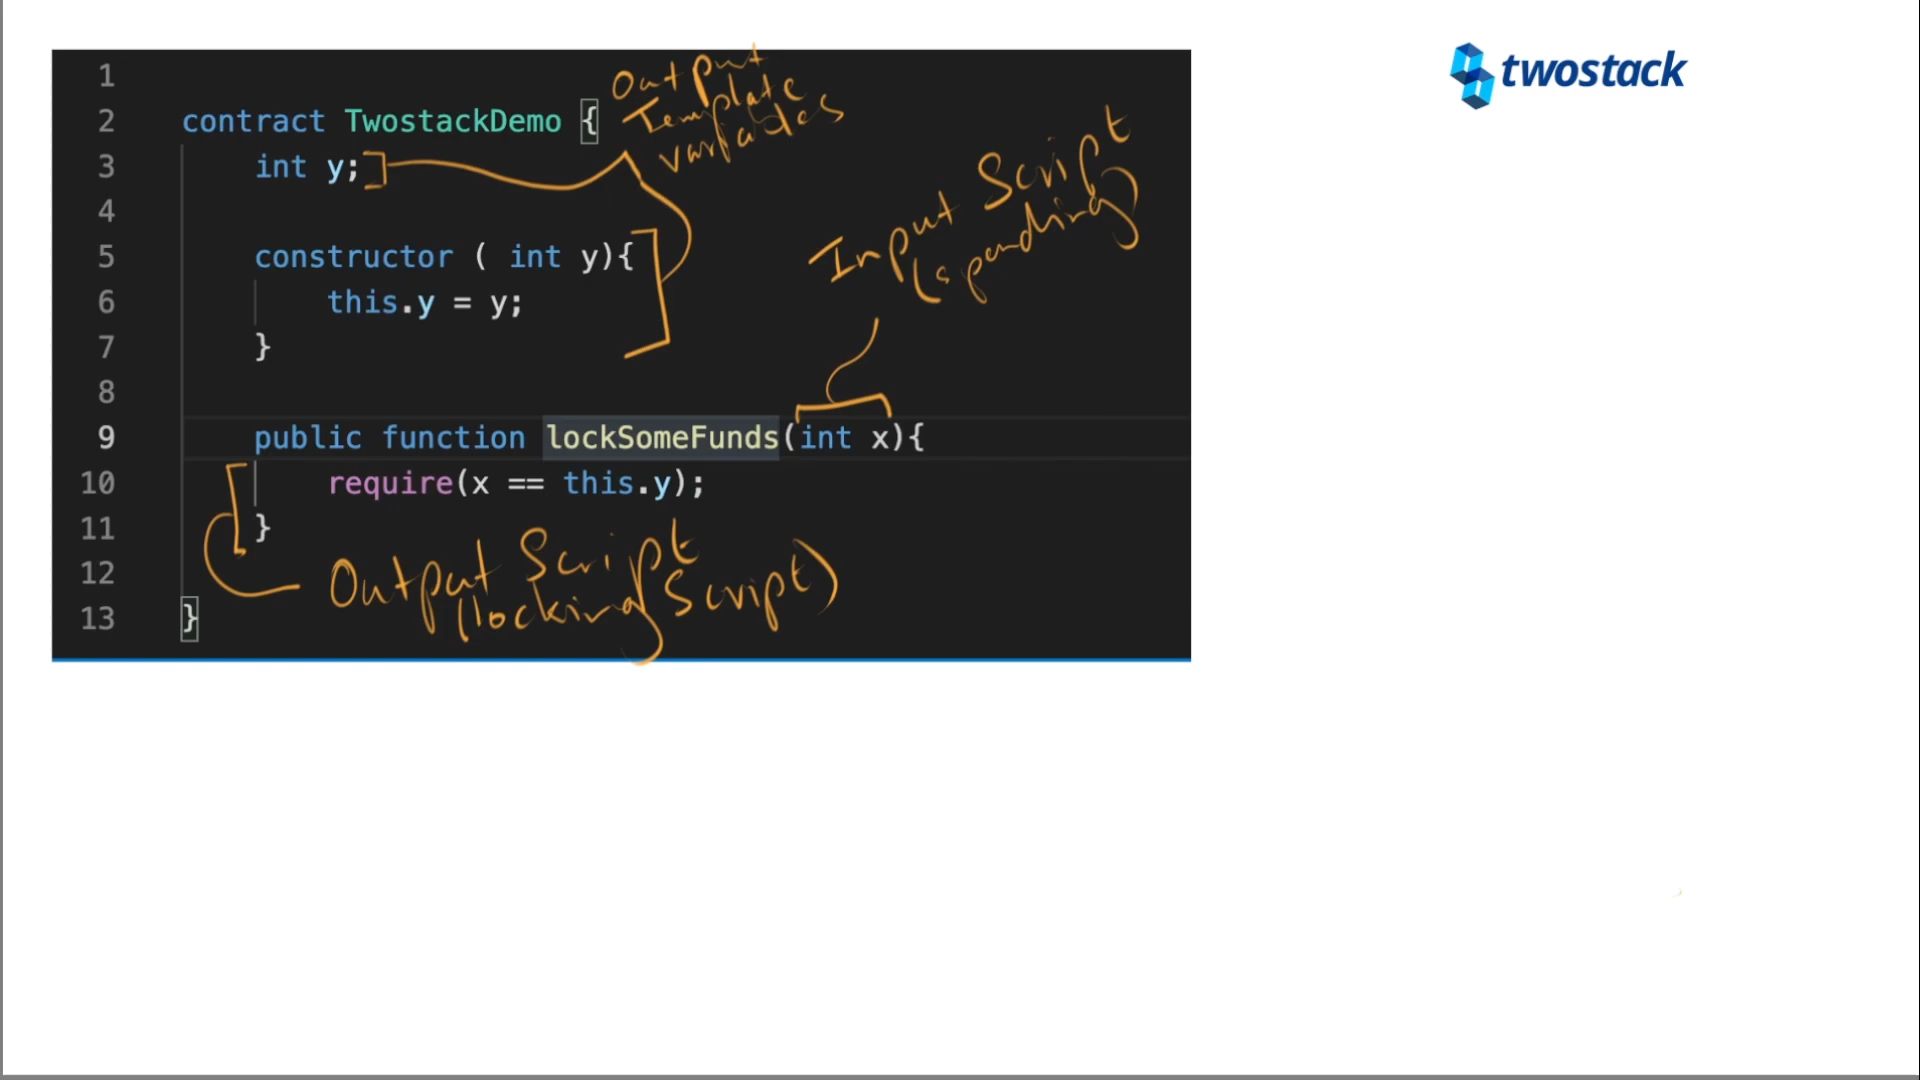 1
2 contract TwostackDemo {
3 int y;
4
5 constructor ( int y){
6 this.y = y;
7 }
8
9 public function lockSomeFunds(int x){
10 require(x == this.y);
11 }
12
13 }
Output
Template
variables
Input Script
(spending)
Output Script
(locking Script)
twostack